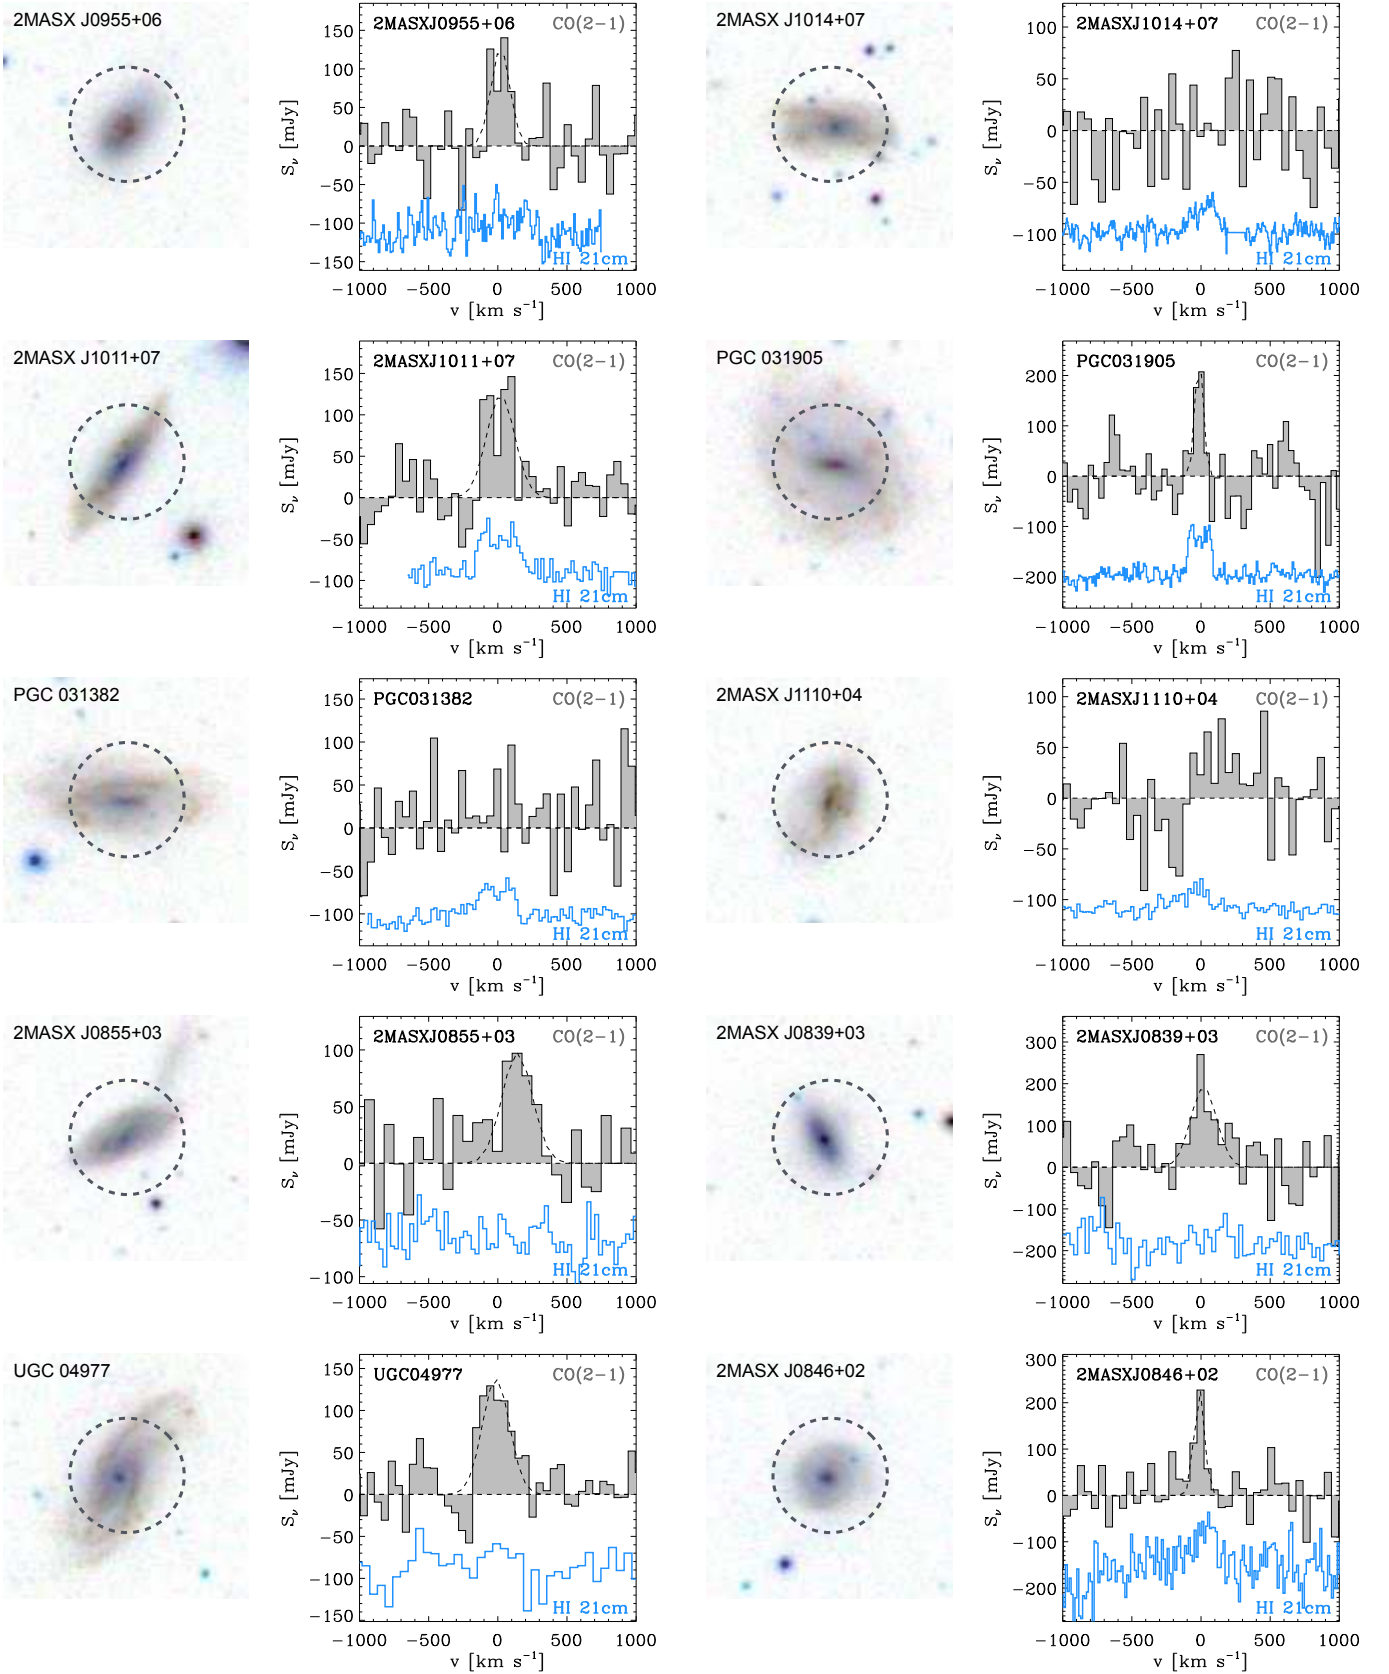 2MASX J0955+06
2MASXJ0955+06 CO(2-1)
150
100
50
0
-50
-100
-150
S_ν [mJy]
HI 21cm
-1000 -500 0 500 1000
v [km s⁻¹]
2MASX J1014+07
2MASXJ1014+07 CO(2-1)
100
50
0
-50
-100
S_ν [mJy]
HI 21cm
-1000 -500 0 500 1000
v [km s⁻¹]
2MASX J1011+07
2MASXJ1011+07 CO(2-1)
150
100
50
0
-50
-100
S_ν [mJy]
HI 21cm
-1000 -500 0 500 1000
v [km s⁻¹]
PGC 031905
PGC031905 CO(2-1)
200
100
0
-100
-200
S_ν [mJy]
HI 21cm
-1000 -500 0 500 1000
v [km s⁻¹]
PGC 031382
PGC031382 CO(2-1)
150
100
50
0
-50
-100
S_ν [mJy]
HI 21cm
-1000 -500 0 500 1000
v [km s⁻¹]
2MASX J1110+04
2MASXJ1110+04 CO(2-1)
100
50
0
-50
-100
S_ν [mJy]
HI 21cm
-1000 -500 0 500 1000
v [km s⁻¹]
2MASX J0855+03
2MASXJ0855+03 CO(2-1)
100
50
0
-50
-100
S_ν [mJy]
HI 21cm
-1000 -500 0 500 1000
v [km s⁻¹]
2MASX J0839+03
2MASXJ0839+03 CO(2-1)
300
200
100
0
-100
-200
S_ν [mJy]
HI 21cm
-1000 -500 0 500 1000
v [km s⁻¹]
UGC 04977
UGC04977 CO(2-1)
150
100
50
0
-50
-100
-150
S_ν [mJy]
HI 21cm
-1000 -500 0 500 1000
v [km s⁻¹]
2MASX J0846+02
2MASXJ0846+02 CO(2-1)
300
200
100
0
-100
-200
S_ν [mJy]
HI 21cm
-1000 -500 0 500 1000
v [km s⁻¹]